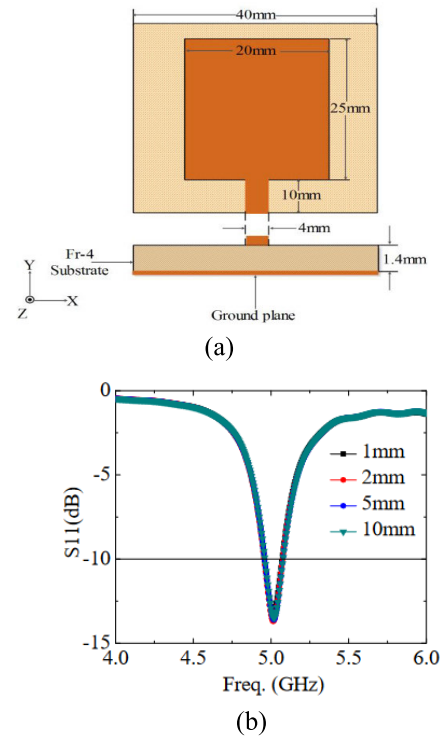 (a)
40mm
20mm
25mm
10mm
4mm
Fr-4
Substrate
1.4mm
Y
Z
X
Ground plane
(a)
0
-5
-10
-15
S11(dB)
1mm
2mm
5mm
10mm
4.0 4.5 5.0 5.5 6.0
Freq. (GHz)
(b)